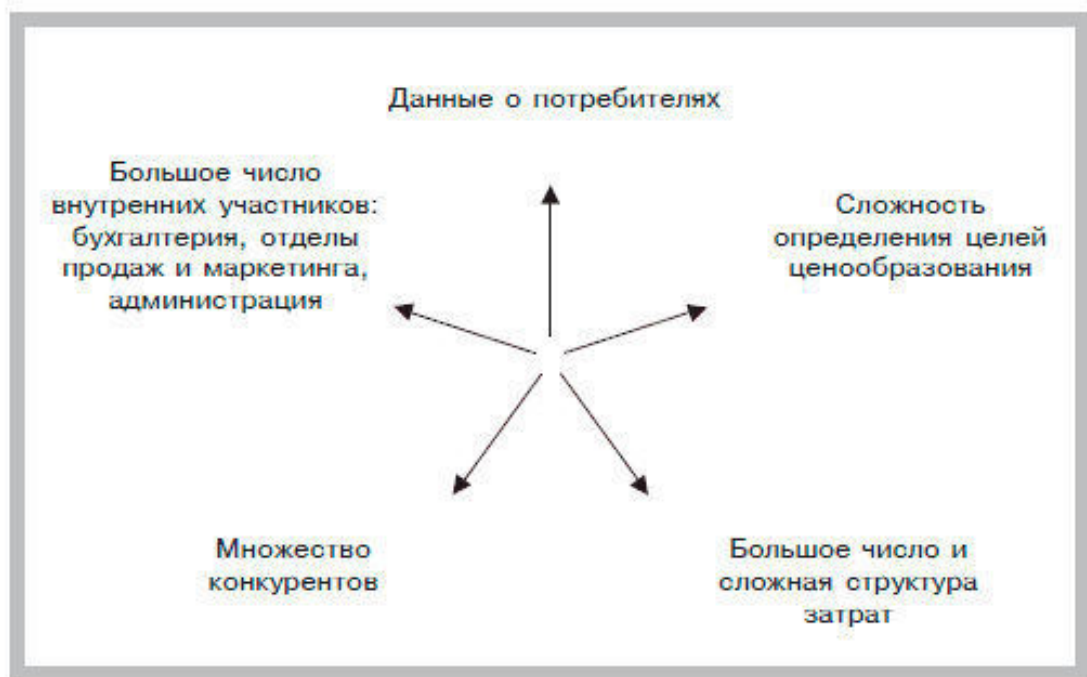 Данные о потребителях
Большое число
внутренних участников:
бухгалтерия, отделы
продаж и маркетинга,
администрация
Сложность
определения целей
ценообразования
Множество
конкурентов
Большое число и
сложная структура
затрат